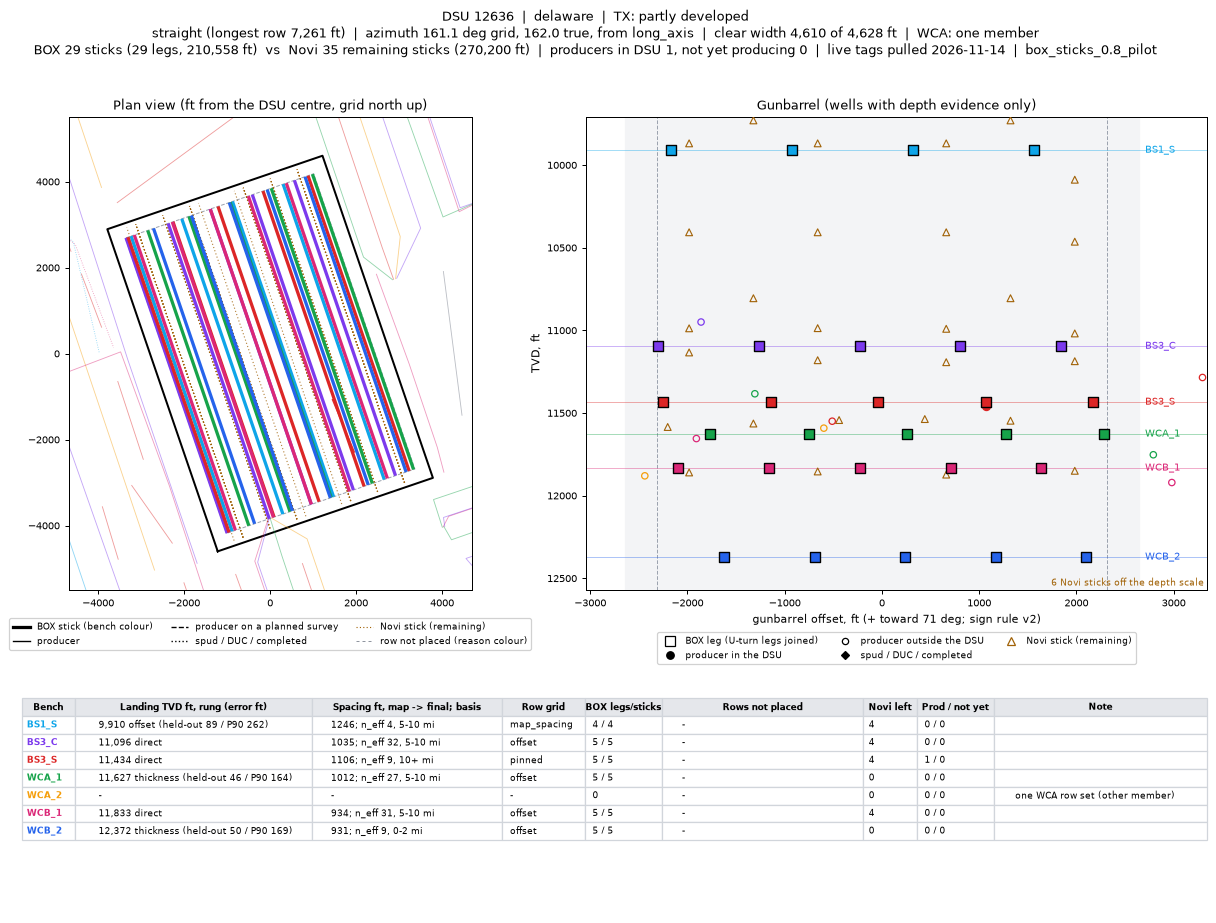 DSU 12636 | delaware | TX: partly developed
straight (longest row 7,261 ft) | azimuth 161.1 deg grid, 162.0 true, from long_axis | clear width 4,610 of 4,628 ft | WCA: one member
BOX 29 sticks (29 legs, 210,558 ft) vs Novi 35 remaining sticks (270,200 ft) | producers in DSU 1, not yet producing 0 | live tags pulled 2026-11-14 | box_sticks_0.8_pilot
Plan view (ft from the DSU centre, grid north up)
4000
2000
0
−2000
−4000
−4000 −2000 0 2000 4000
BOX stick (bench colour) producer on a planned survey Novi stick (remaining)
producer spud / DUC / completed row not placed (reason colour)
Gunbarrel (wells with depth evidence only)
TVD, ft
10000
10500
11000
11500
12000
12500
BS1_S
BS3_C
BS3_S
WCA_1
WCB_1
WCB_2
6 Novi sticks off the depth scale
−3000 −2000 −1000 0 1000 2000 3000
gunbarrel offset, ft (+ toward 71 deg; sign rule v2)
BOX leg (U-turn legs joined) producer outside the DSU Novi stick (remaining)
producer in the DSU spud / DUC / completed
Bench Landing TVD ft, rung (error ft) Spacing ft, map -> final; basis Row grid BOX legs/sticks Rows not placed Novi left Prod / not yet Note
BS1_S 9,910 offset (held-out 89 / P90 262) 1246; n_eff 4, 5-10 mi map_spacing 4 / 4 - 4 0 / 0
BS3_C 11,096 direct 1035; n_eff 32, 5-10 mi offset 5 / 5 - 4 0 / 0
BS3_S 11,434 direct 1106; n_eff 9, 10+ mi pinned 5 / 5 - 4 1 / 0
WCA_1 11,627 thickness (held-out 46 / P90 164) 1012; n_eff 27, 5-10 mi offset 5 / 5 - 0 0 / 0
WCA_2 - - - 0 - 0 0 / 0 one WCA row set (other member)
WCB_1 11,833 direct 934; n_eff 31, 5-10 mi offset 5 / 5 - 4 0 / 0
WCB_2 12,372 thickness (held-out 50 / P90 169) 931; n_eff 9, 0-2 mi offset 5 / 5 - 0 0 / 0